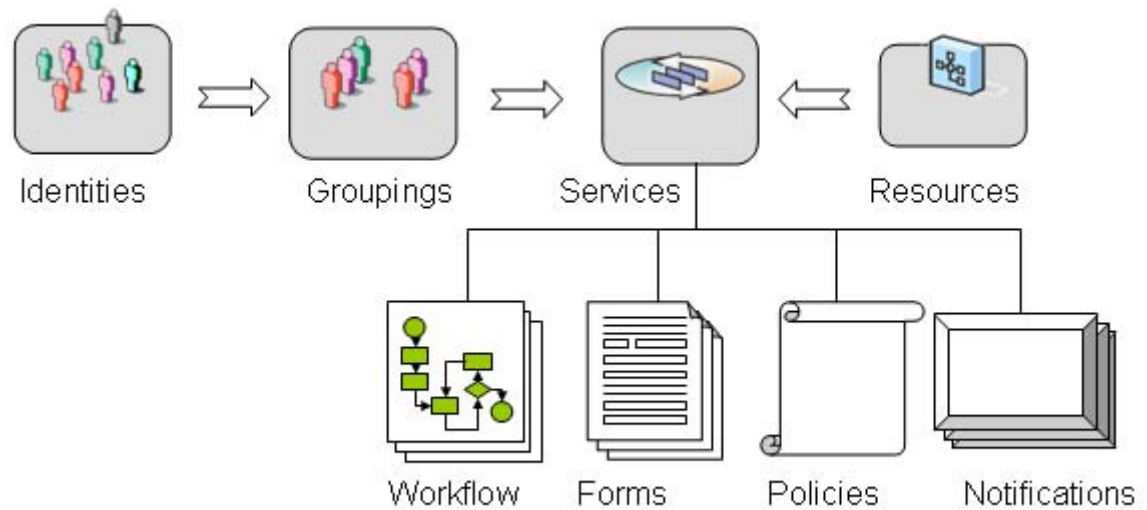 Identities
Groupings
Services
Resources
Workflow
Forms
Policies
Notifications